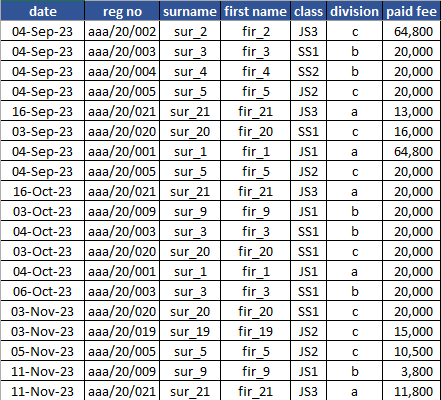 date reg no surname first name class division paid fee
04-Sep-23 aaa/20/002 sur_2 fir_2 JS3 c 64,800
04-Sep-23 aaa/20/003 sur_3 fir_3 SS1 b 20,000
04-Sep-23 aaa/20/004 sur_4 fir_4 SS2 b 20,000
04-Sep-23 aaa/20/005 sur_5 fir_5 JS2 c 20,000
16-Sep-23 aaa/20/021 sur_21 fir_21 JS3 a 13,000
03-Sep-23 aaa/20/020 sur_20 fir_20 SS1 c 16,000
04-Sep-23 aaa/20/001 sur_1 fir_1 JS1 a 64,800
04-Sep-23 aaa/20/005 sur_5 fir_5 JS2 c 20,000
16-Oct-23 aaa/20/021 sur_21 fir_21 JS3 a 20,000
03-Oct-23 aaa/20/009 sur_9 fir_9 JS1 b 20,000
04-Oct-23 aaa/20/003 sur_3 fir_3 SS1 b 20,000
03-Oct-23 aaa/20/020 sur_20 fir_20 SS1 c 20,000
04-Oct-23 aaa/20/001 sur_1 fir_1 JS1 a 20,000
06-Oct-23 aaa/20/003 sur_3 fir_3 SS1 b 20,000
03-Nov-23 aaa/20/020 sur_20 fir_20 SS1 c 20,000
03-Nov-23 aaa/20/019 sur_19 fir_19 JS2 c 15,000
05-Nov-23 aaa/20/005 sur_5 fir_5 JS2 c 10,500
11-Nov-23 aaa/20/009 sur_9 fir_9 JS1 b 3,800
11-Nov-23 aaa/20/021 sur_21 fir_21 JS3 a 11,800